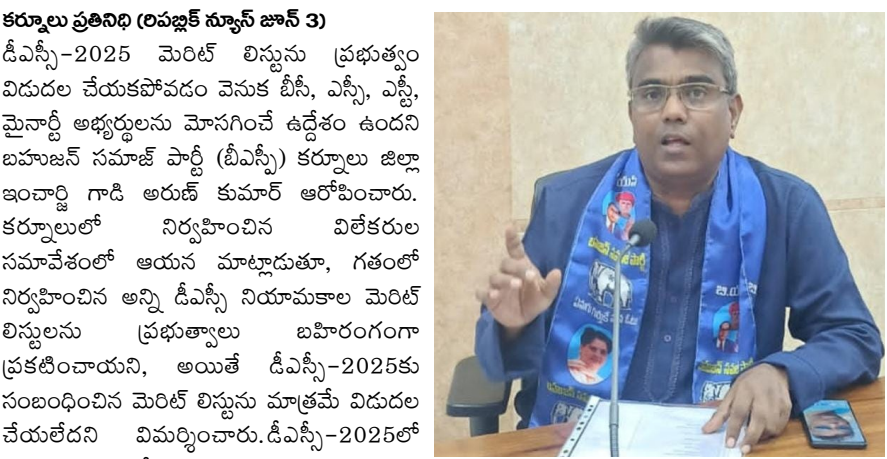 కర్నూలు ప్రతినిధి (రిపబ్లిక్ న్యూస్ జూన్ 3)
డీఎస్సీ-2025 మెరిట్ లిస్టును ప్రభుత్వం
విడుదల చేయకపోవడం వెనుక బీసీ, ఎస్సీ, ఎస్టీ,
మైనార్టీ అభ్యర్థులను మోసగించే ఉద్దేశం ఉందని
బహుజన్ సమాజ్ పార్టీ (బీఎస్పీ) కర్నూలు జిల్లా
ఇంచార్జి గాడి అరుణ్ కుమార్ ఆరోపించారు.
కర్నూలులో నిర్వహించిన విలేకరుల
సమావేశంలో ఆయన మాట్లాడుతూ, గతంలో
నిర్వహించిన అన్ని డీఎస్సీ నియామకాల మెరిట్
లిస్టులను ప్రభుత్వాలు బహిరంగంగా
ప్రకటించాయని, అయితే డీఎస్సీ-2025కు
సంబంధించిన మెరిట్ లిస్టును మాత్రమే విడుదల
చేయలేదని విమర్శించారు.డీఎస్సీ-2025లో